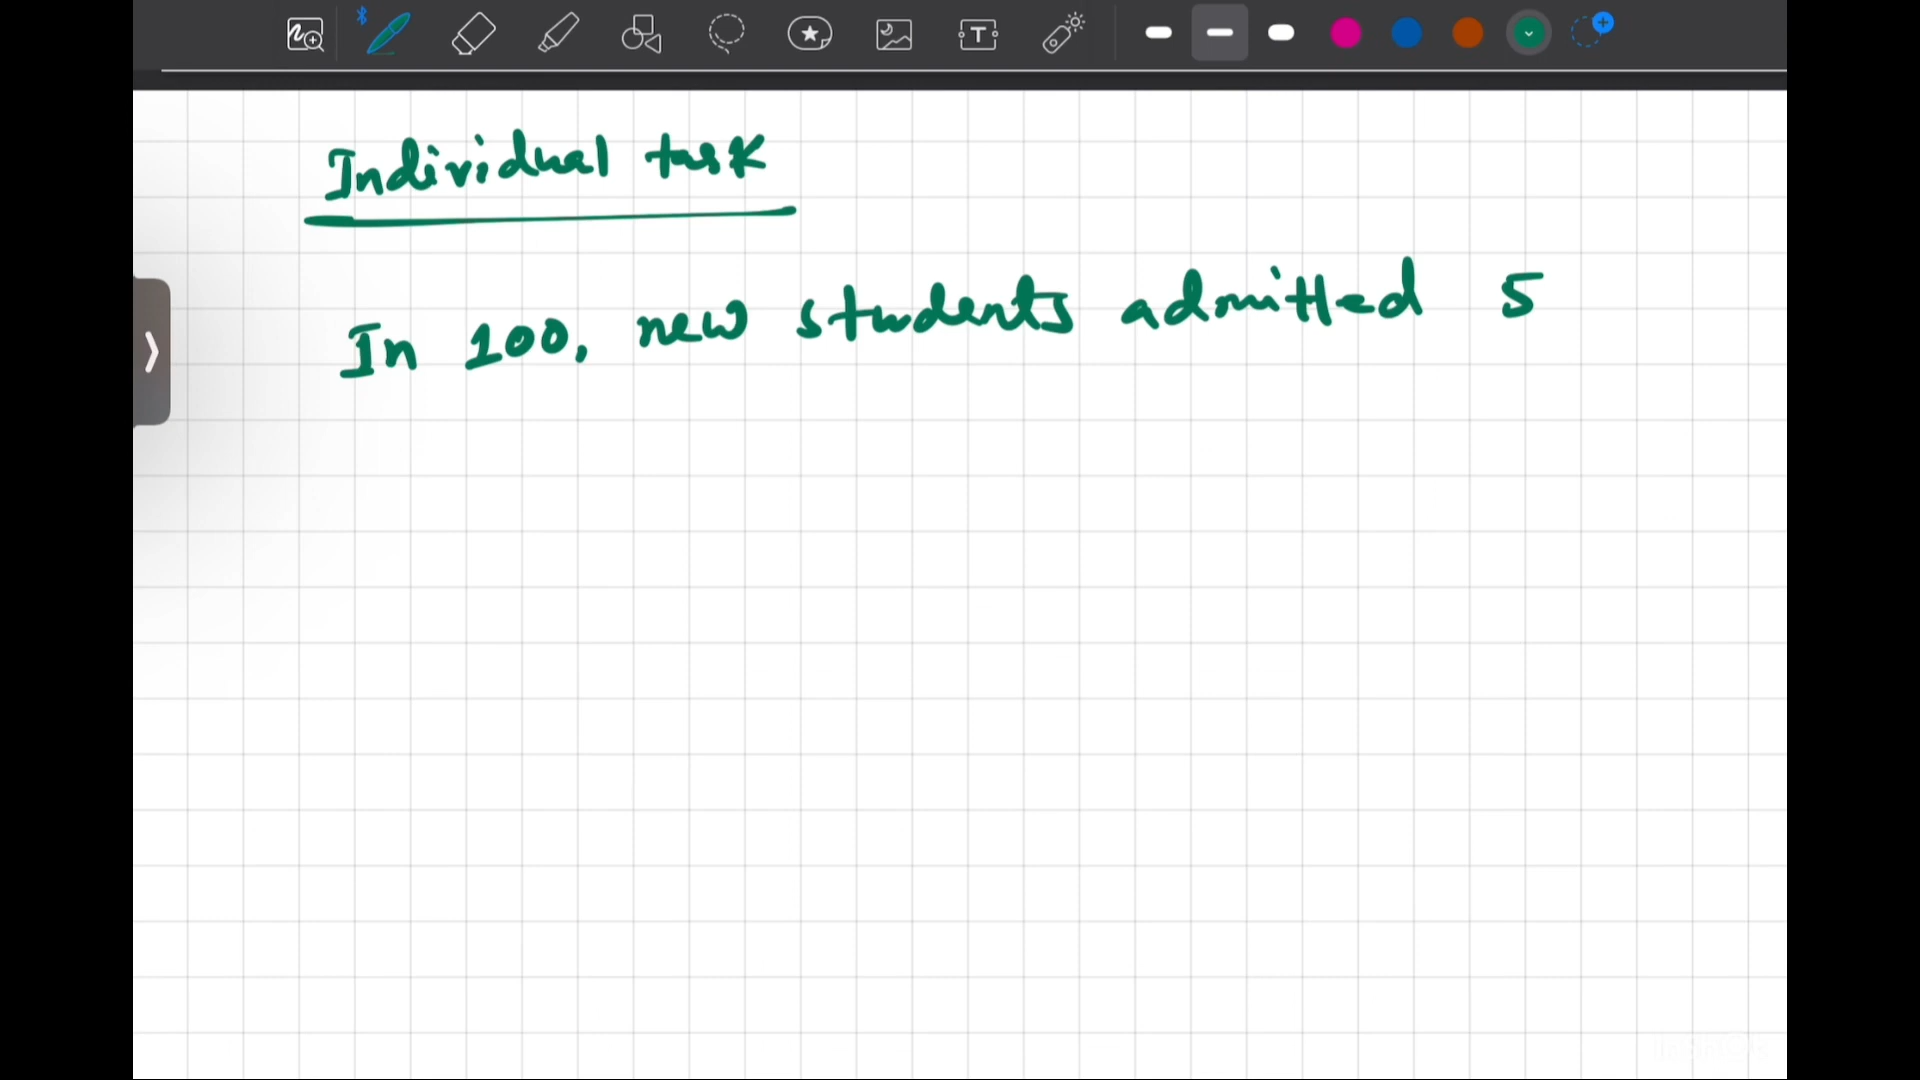 Individual task
In 100, new students admitted 5